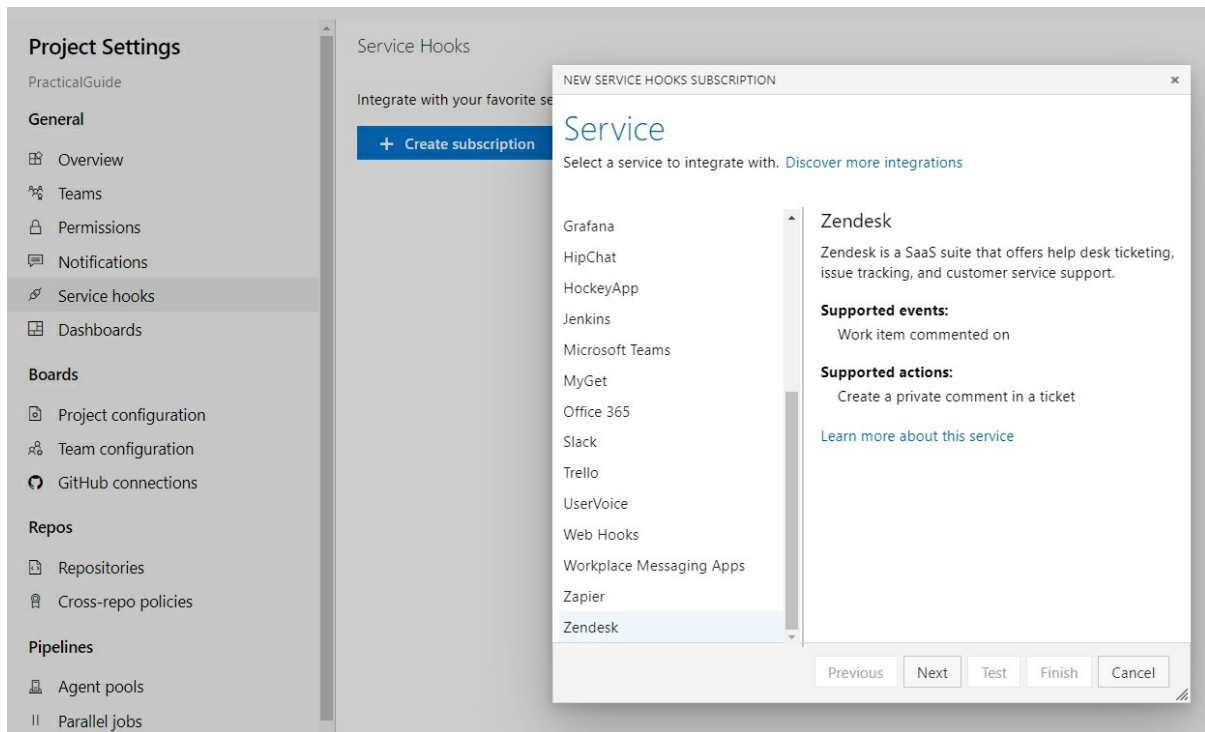 Project Settings
PracticalGuide
General
Overview
Teams
Permissions
Notifications
Service hooks
Dashboards
Boards
Project configuration
Team configuration
GitHub connections
Repos
Repositories
Cross-repo policies
Pipelines
Agent pools
Parallel jobs
Service Hooks
Integrate with your favorite se
+ Create subscription
NEW SERVICE HOOKS SUBSCRIPTION
Service
Select a service to integrate with. Discover more integrations
Grafana
HipChat
HockeyApp
Jenkins
Microsoft Teams
MyGet
Office 365
Slack
Trello
UserVoice
Web Hooks
Workplace Messaging Apps
Zapier
Zendesk
Zendesk
Zendesk is a SaaS suite that offers help desk ticketing,
issue tracking, and customer service support.
Supported events:
Work item commented on
Supported actions:
Create a private comment in a ticket
Learn more about this service
Previous Next Test Finish Cancel